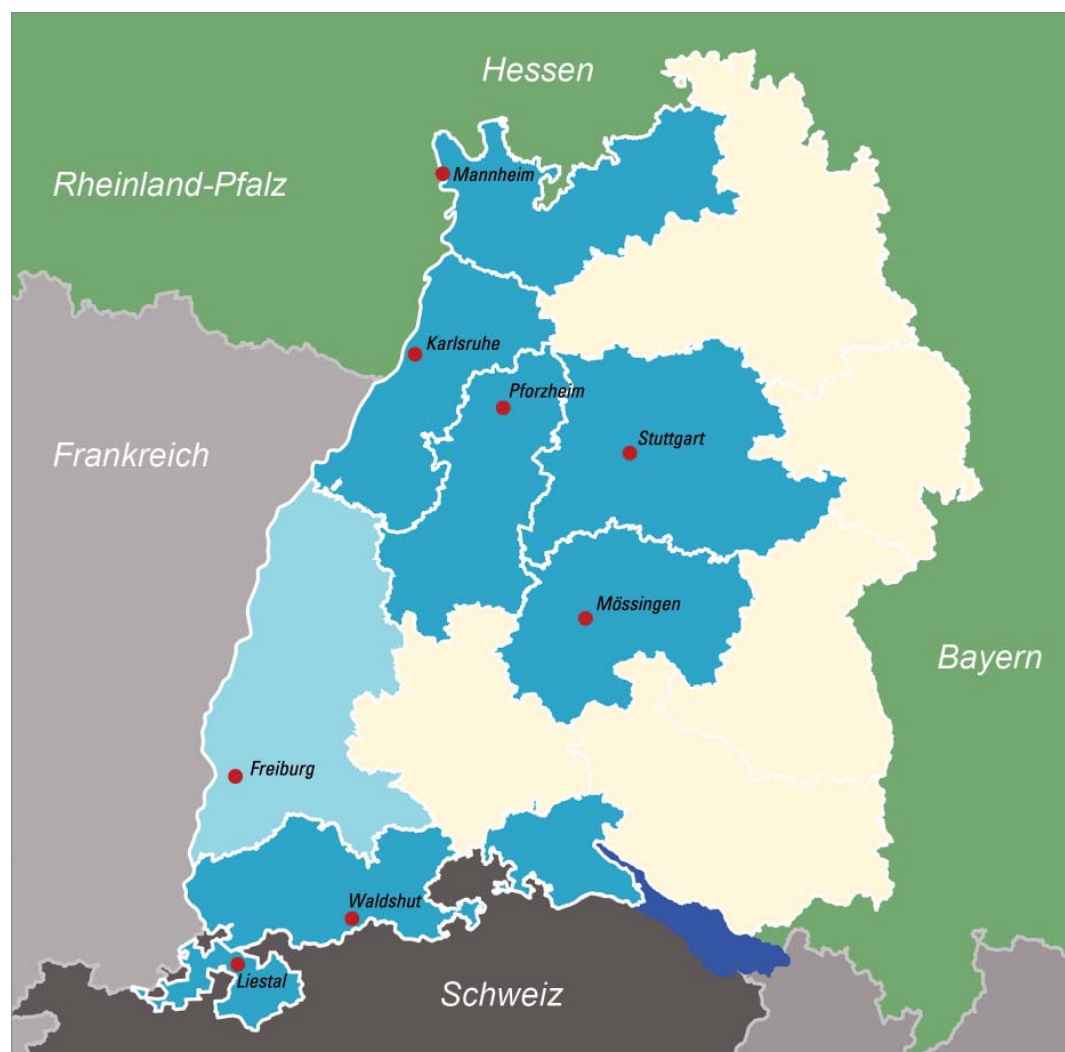 Hessen
Mannheim
Rheinland-Pfalz
Karlsruhe
Pforzheim
Stuttgart
Frankreich
Mössingen
Bayern
Freiburg
Waldshut
Liestal
Schweiz